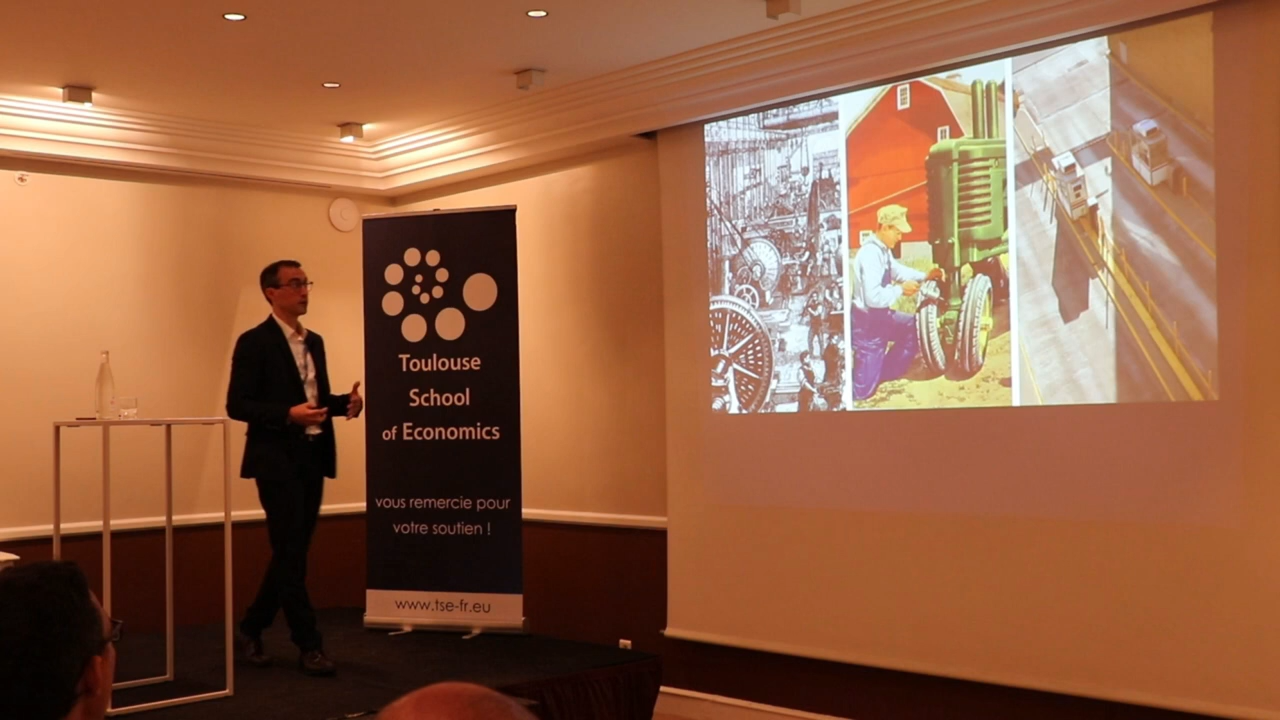 Toulouse
School
of Economics
vous remercie pour
votre soutien !
www.tse-fr.eu